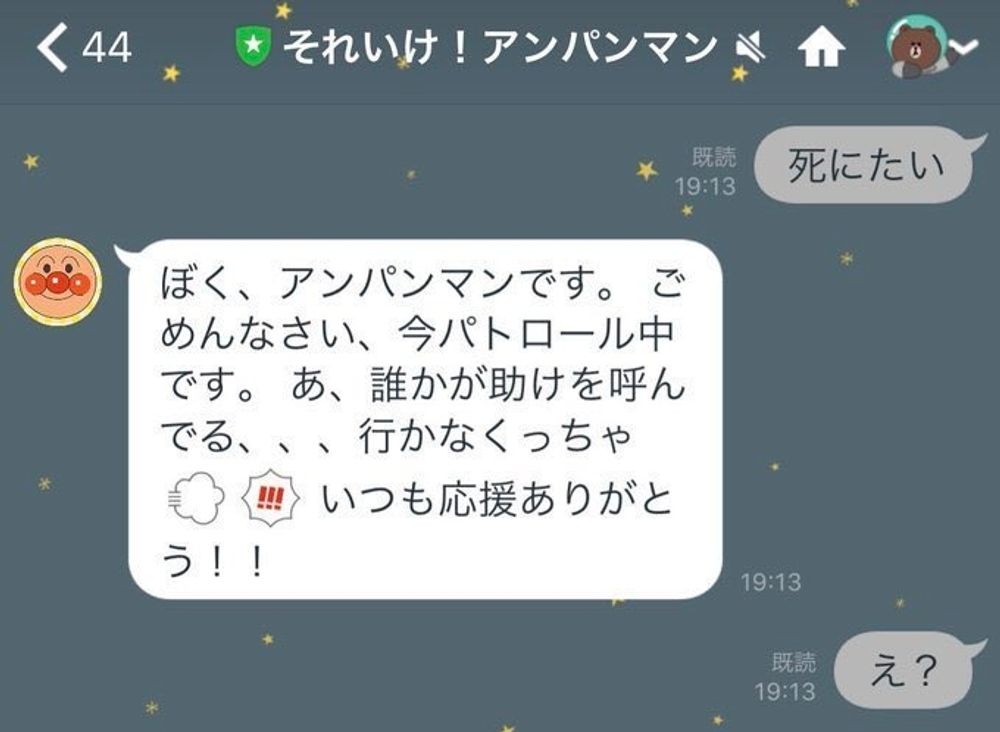 44
それいけ！アンパンマン
死にたい
既読
19:13
ぼく、アンパンマンです。 ご
めんなさい、今パトロール中
です。 あ、誰かが助けを呼ん
でる、、、行かなくっちゃ
!!! いつも応援ありがと
う！！
19:13
え？
既読
19:13